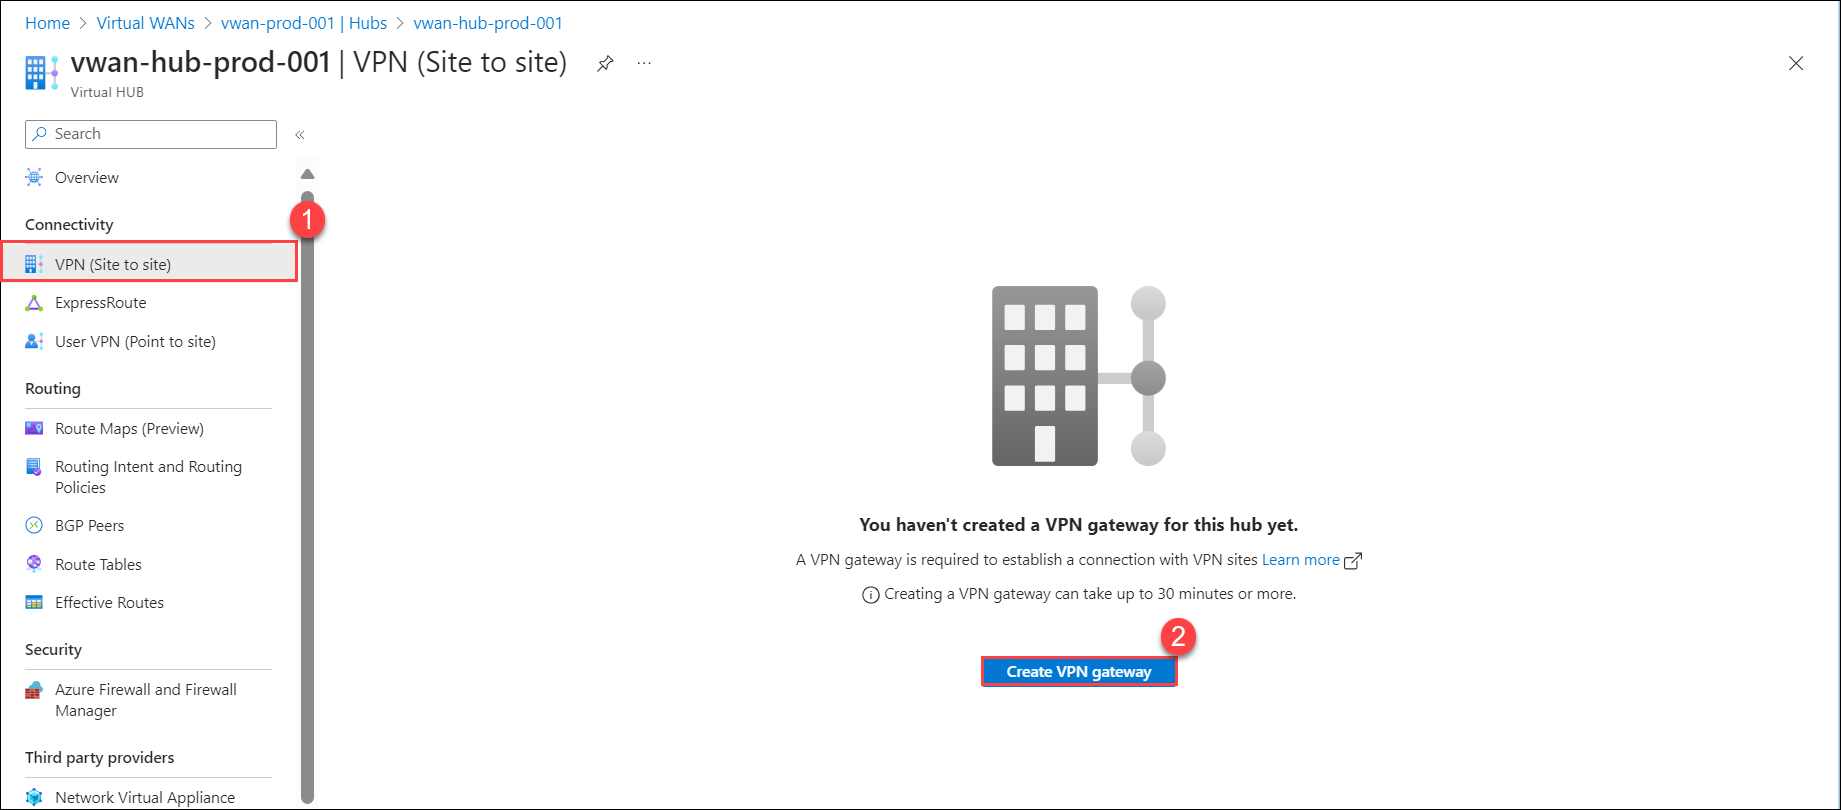 Home > Virtual WANs > vwan-prod-001 | Hubs > vwan-hub-prod-001
vwan-hub-prod-001 | VPN (Site to site)
Virtual HUB
Search
Overview
Connectivity
1
VPN (Site to site)
ExpressRoute
User VPN (Point to site)
Routing
Route Maps (Preview)
Routing Intent and Routing
Policies
BGP Peers
Route Tables
Effective Routes
Security
Azure Firewall and Firewall
Manager
Third party providers
Network Virtual Appliance
You haven't created a VPN gateway for this hub yet.
A VPN gateway is required to establish a connection with VPN sites Learn more
Creating a VPN gateway can take up to 30 minutes or more.
2
Create VPN gateway